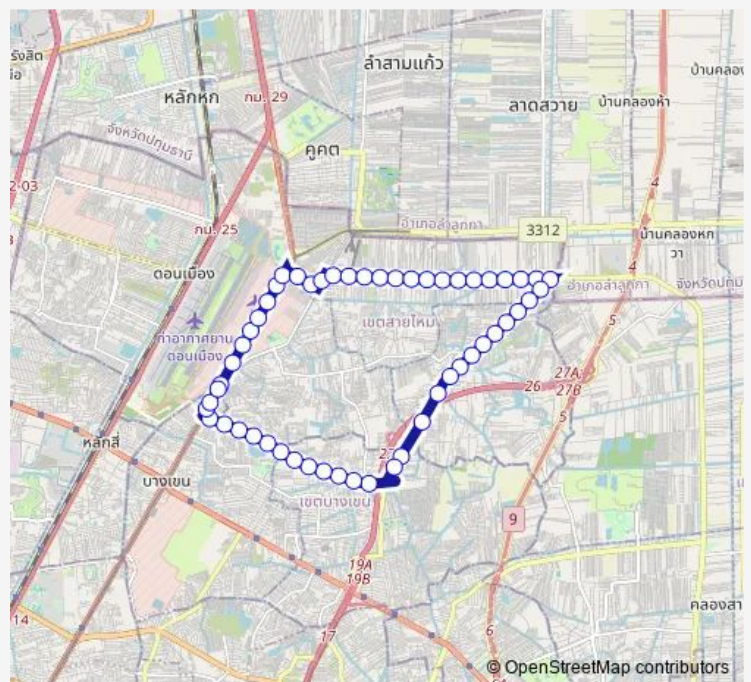 รังสิต
ลำสามแก้ว
บ้านคลอง
หลักหก
กม. 29
ลาดสวาย
บ้านคลองห้า
จังหวัดปทุมธานี
คูคต
4
2-03
กม. 25
อำเภอลำลูกกา
3312
บ้านคลองหก
วา
ดอนเมือง
4
อำเภอลำลูกกา
จังหวัดปทุม
เขตสายไหม
5
ท่าอากาศยาน
ดอนเมือง
26
27A
27B
5
หลักสี่
บางเขน
เขตบางเขน
9
19A
19B
คลองสา
14
17
6
© OpenStreetMap contributors